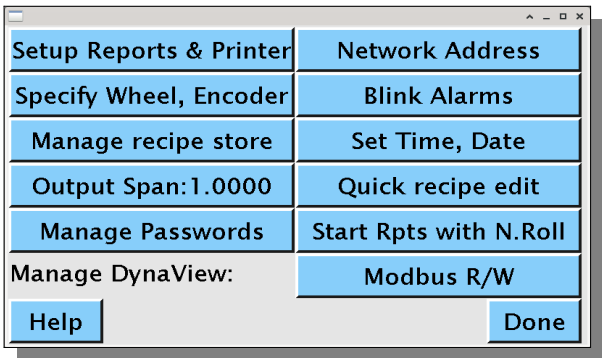 Setup Reports & Printer
Network Address
Specify Wheel, Encoder
Blink Alarms
Manage recipe store
Set Time, Date
Output Span:1.0000
Quick recipe edit
Manage Passwords
Start Rpts with N.Roll
Manage DynaView:
Modbus R/W
Help
Done